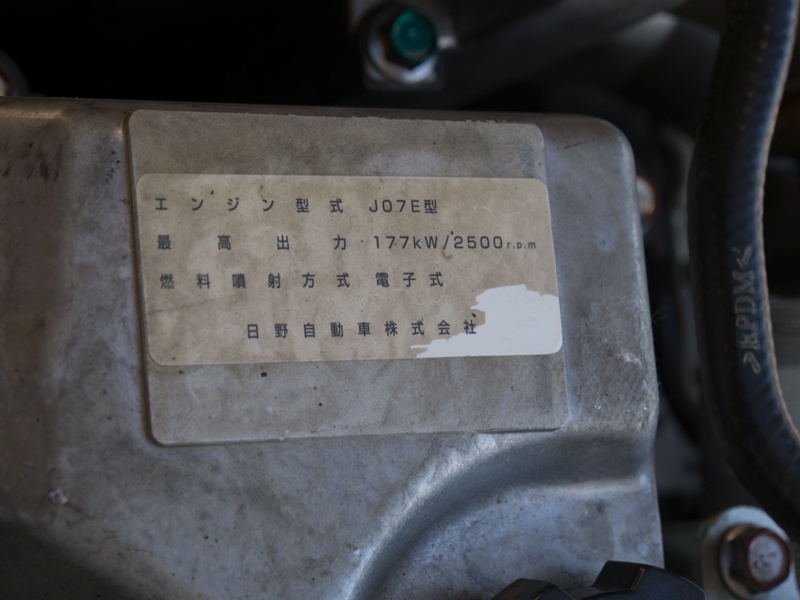 エンジン型式 J07E型
最高出力 177kW/2500r.p.m
燃料噴射方式 電子式
日野自動車株式会社
>KPDM<